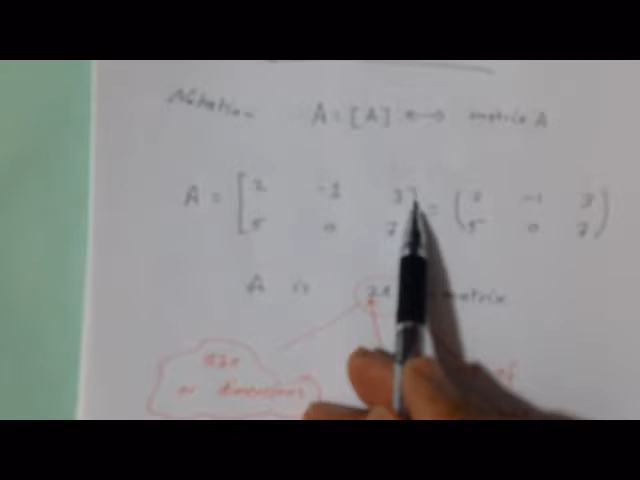 Notation A = [A] ↔ matrix A
A = [ 2 -1 3 ] = ( 2 -1 3 )
5 0 7 5 0 7
A is matrix
size
or dimensions of